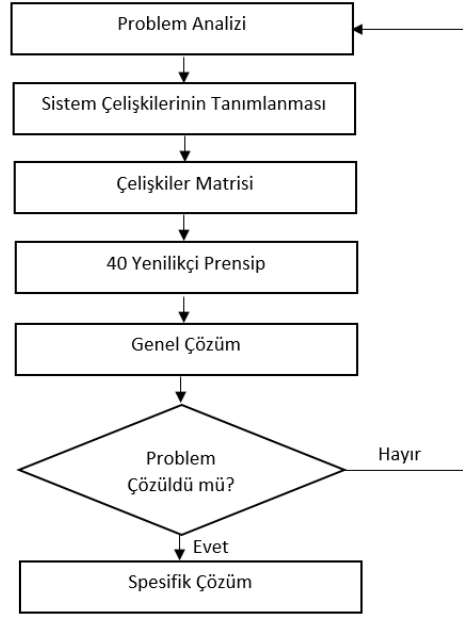 Problem Analizi
Sistem Çelişkilerinin Tanımlanması
Çelişkiler Matrisi
40 Yenilikçi Prensip
Genel Çözüm
Problem
Çözüldü mü?
Hayır
Evet
Spesifik Çözüm